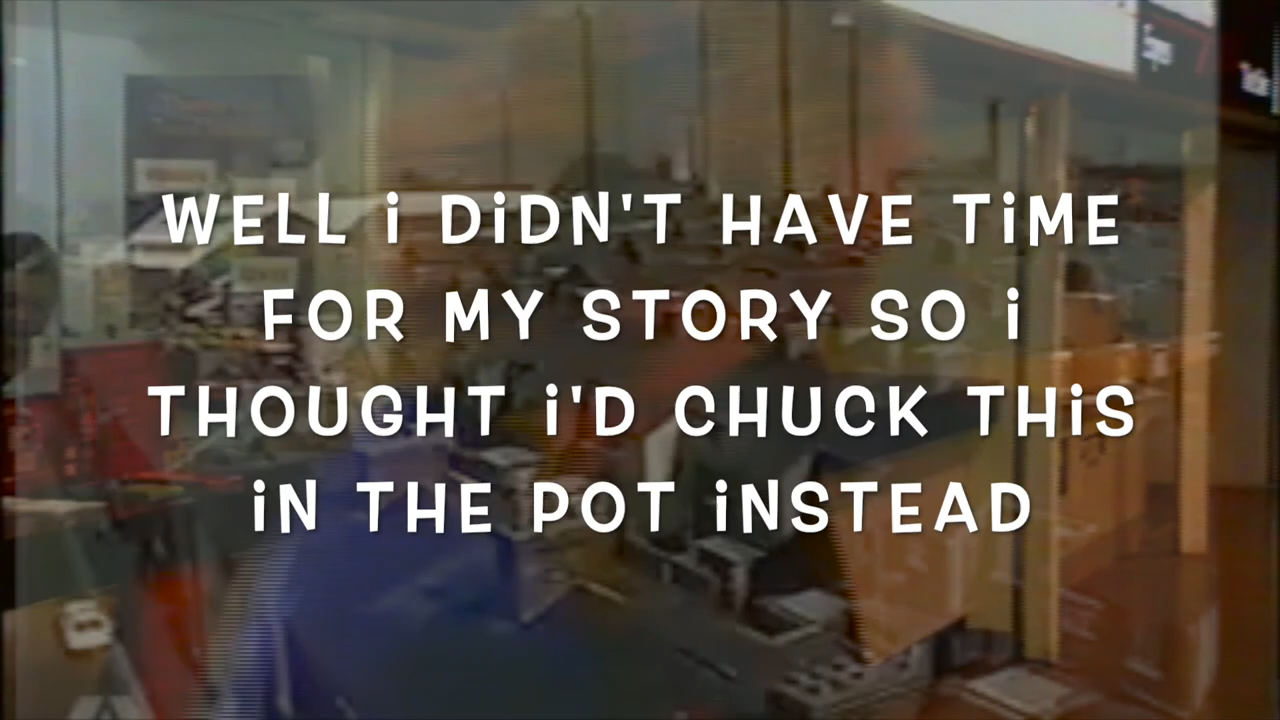 WELL i DiDN'T HAVE TiME
FOR MY STORY SO i
THOUGHT i'D CHUCK THiS
iN THE POT iNSTEAD